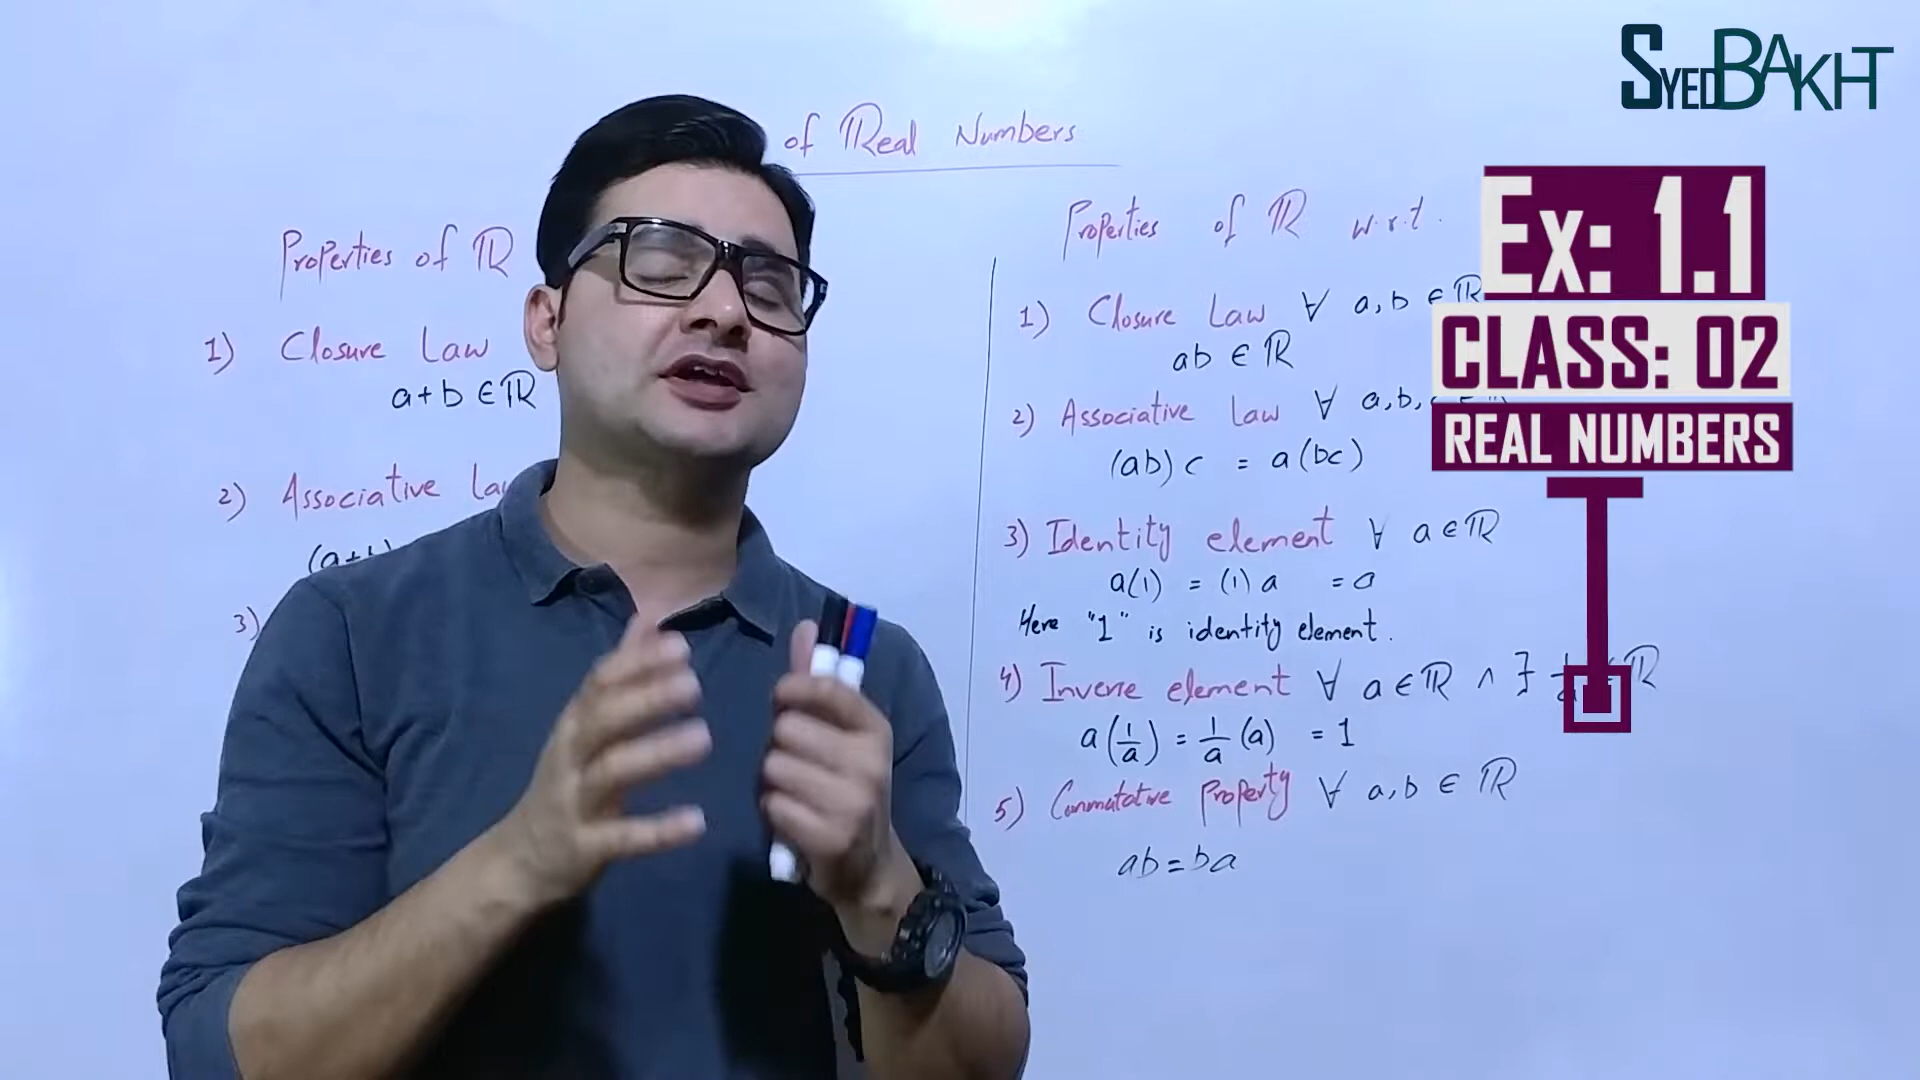 SYEDBAKHT
of Real Numbers
Properties of ℝ
1) Closure Law
a+b ∈ ℝ
2) Associative
3)
Properties of ℝ w.r.t.
1) Closure Law ∀ a,b ∈ ℝ
ab ∈ ℝ
2) Associative Law ∀ a,b,
(ab)c = a(bc)
3) Identity element ∀ a ∈ ℝ
a(1) = (1)a = a
Here "1" is identity element.
4) Inverse element ∀ a ∈ ℝ ∧ ∃ ℝ
a(1/a) = 1/a (a) = 1
5) Commutative Property ∀ a,b ∈ ℝ
ab = ba
Ex: 1.1
CLASS: 02
REAL NUMBERS